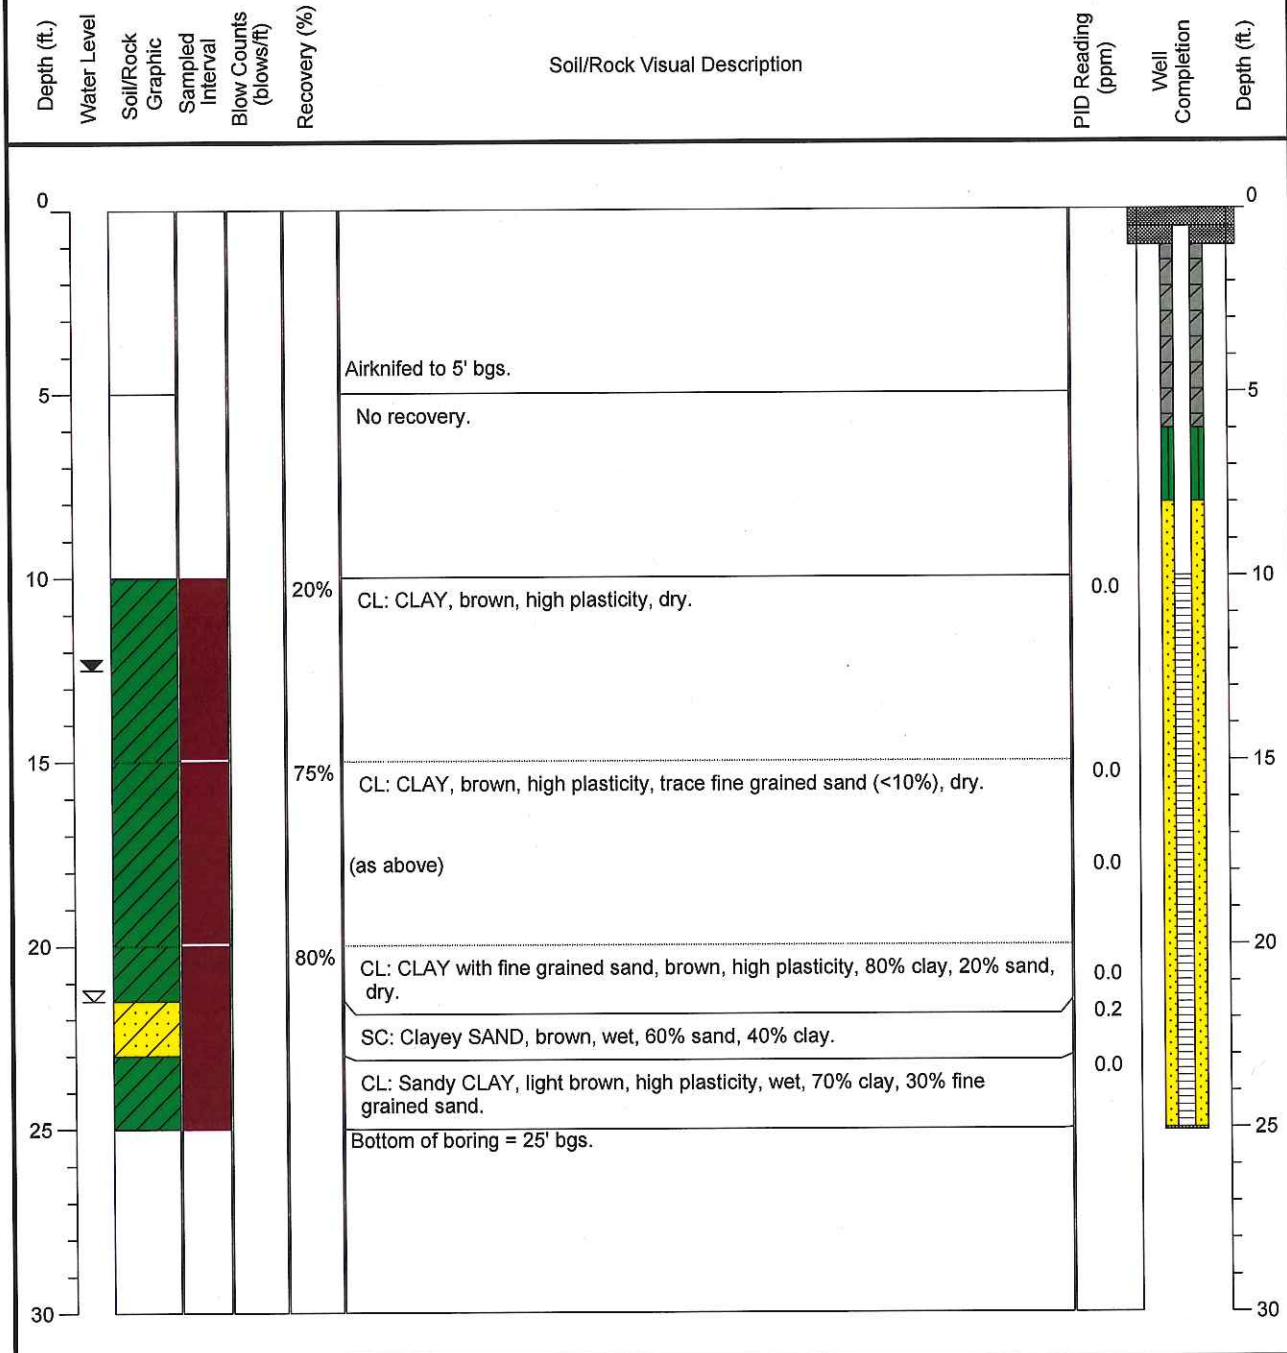 Depth (ft.)
Water Level
Soil/Rock
Graphic
Sampled
Interval
Blow Counts
(blows/ft)
Recovery (%)
Soil/Rock Visual Description
PID Reading
(ppm)
Well
Completion
Depth (ft.)
0
0
Airknifed to 5' bgs.
5
5
No recovery.
10
20%
CL: CLAY, brown, high plasticity, dry.
0.0
10
15
75%
CL: CLAY, brown, high plasticity, trace fine grained sand (<10%), dry.
0.0
15
(as above)
0.0
20
80%
CL: CLAY with fine grained sand, brown, high plasticity, 80% clay, 20% sand,
dry.
0.0
20
0.2
SC: Clayey SAND, brown, wet, 60% sand, 40% clay.
0.0
CL: Sandy CLAY, light brown, high plasticity, wet, 70% clay, 30% fine
grained sand.
25
Bottom of boring = 25' bgs.
25
30
30